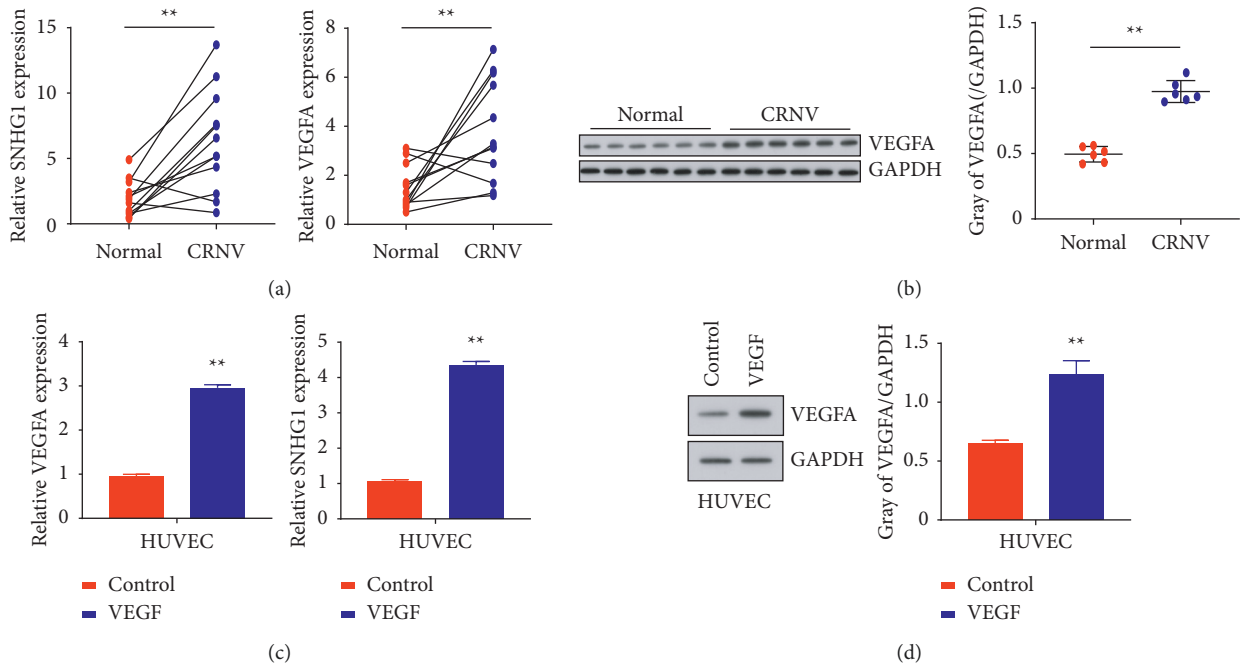 Relative SNHG1 expression
15
10
5
0
**
Normal CRNV
Relative VEGFA expression
8
6
4
2
0
**
Normal CRNV
(a)
Normal CRNV
VEGFA
GAPDH
Gray of VEGFA(/GAPDH)
1.5
1.0
0.5
0
**
Normal CRNV
(b)
Relative VEGFA expression
4
3
2
1
0
**
HUVEC
Control
VEGF
Relative SNHG1 expression
5
4
3
2
1
0
**
HUVEC
Control
VEGF
(c)
Control
VEGF
VEGFA
GAPDH
HUVEC
Gray of VEGFA/GAPDH
1.5
1.0
0.5
0
**
HUVEC
Control
VEGF
(d)